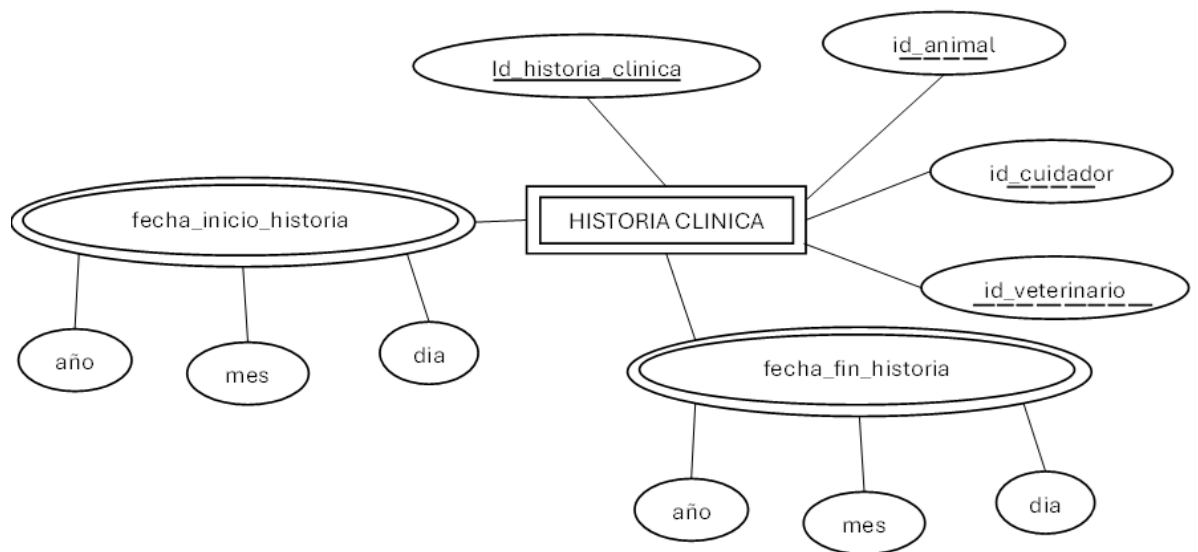 id_animal
Id_historia_clinica
id_cuidador
fecha_inicio_historia
HISTORIA CLINICA
id_veterinario
año
mes
dia
fecha_fin_historia
año
mes
dia